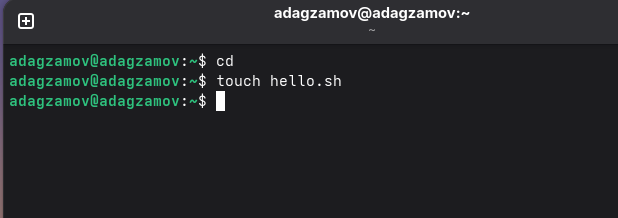 adagzamov@adagzamov:~
~
adagzamov@adagzamov:~$ cd
adagzamov@adagzamov:~$ touch hello.sh
adagzamov@adagzamov:~$